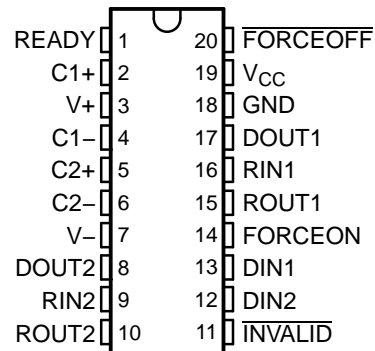 READY 1 20 FORCEOFF
C1+ 2 19 VCC
V+ 3 18 GND
C1− 4 17 DOUT1
C2+ 5 16 RIN1
C2− 6 15 ROUT1
V− 7 14 FORCEON
DOUT2 8 13 DIN1
RIN2 9 12 DIN2
ROUT2 10 11 INVALID